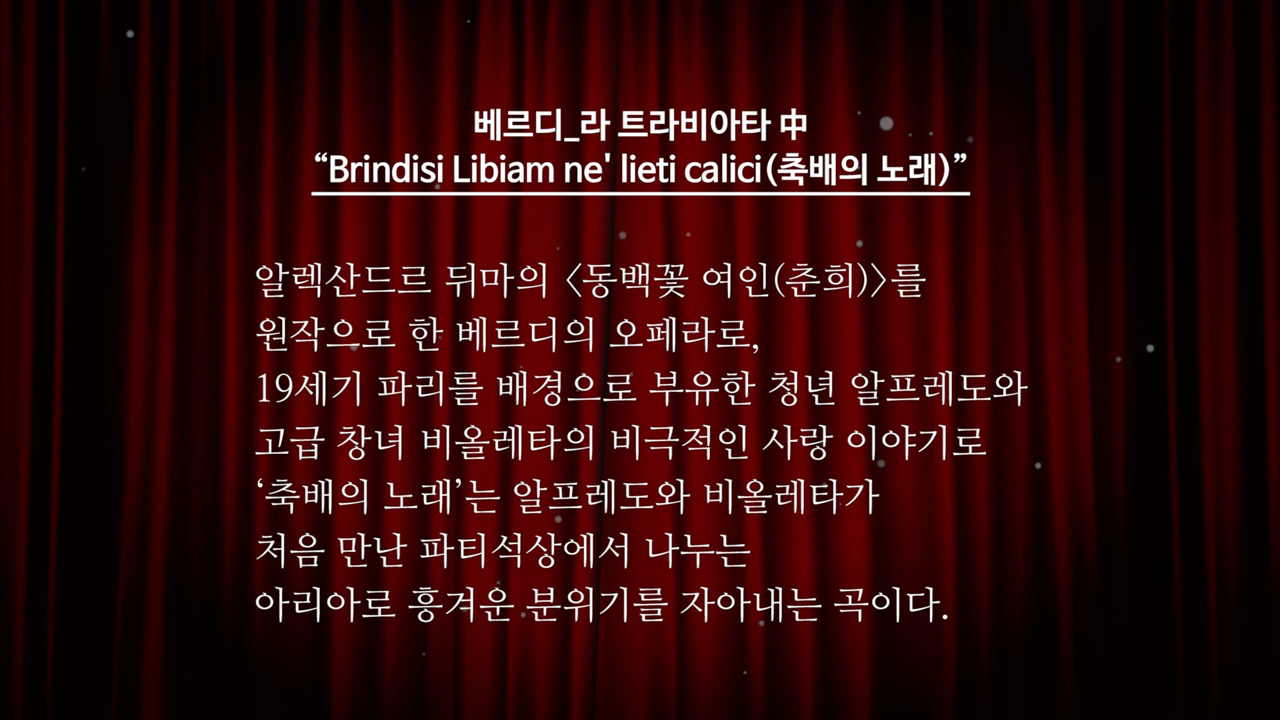 베르디_라 트라비아타 中
“Brindisi Libiam ne' lieti calici(축배의 노래)”
알렉산드르 뒤마의 〈동백꽃 여인(춘희)〉를
원작으로 한 베르디의 오페라로,
19세기 파리를 배경으로 부유한 청년 알프레도와
고급 창녀 비올레타의 비극적인 사랑 이야기로
‘축배의 노래’는 알프레도와 비올레타가
처음 만난 파티석상에서 나누는
아리아로 흥겨운 분위기를 자아내는 곡이다.